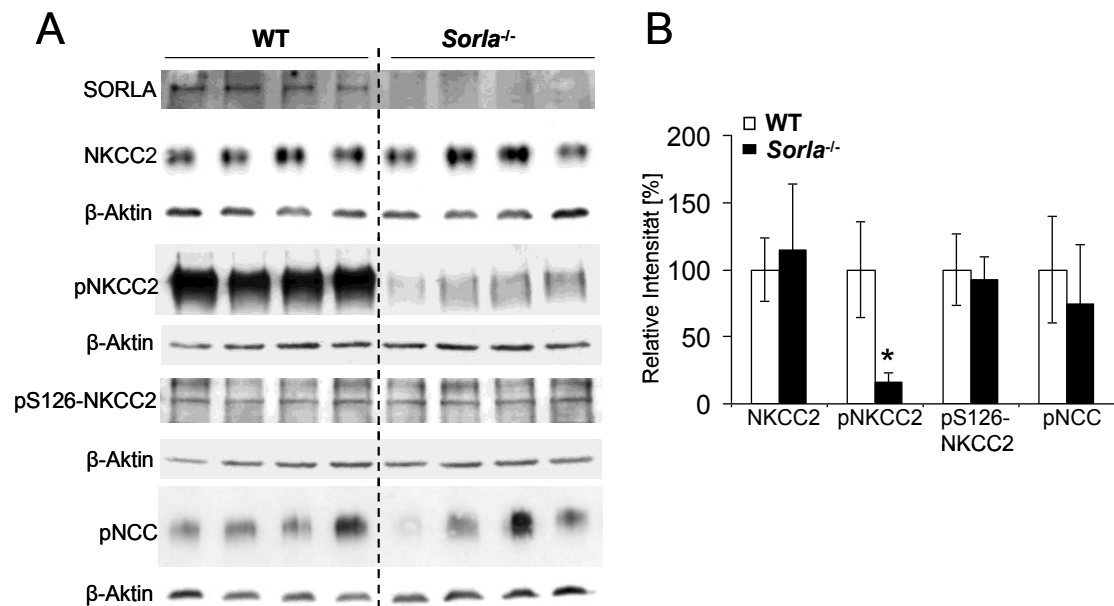 A
WT
Sorla-/-
SORLA
NKCC2
β-Aktin
pNKCC2
β-Aktin
pS126-NKCC2
β-Aktin
pNCC
β-Aktin
B
WT
Sorla-/-
Relative Intensität [%]
200
150
100
50
0
*
NKCC2
pNKCC2
pS126-
NKCC2
pNCC